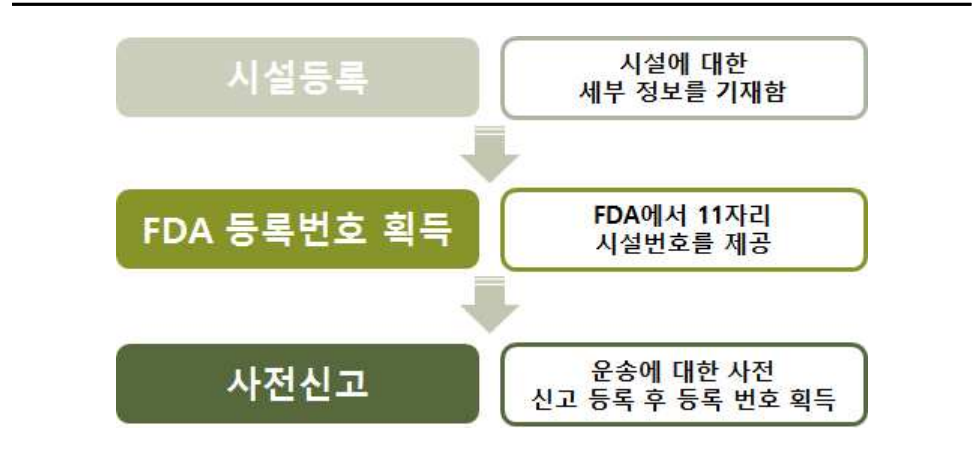 시설등록
시설에 대한
세부 정보를 기재함
FDA 등록번호 획득
FDA에서 11자리
시설번호를 제공
사전신고
운송에 대한 사전
신고 등록 후 등록 번호 획득